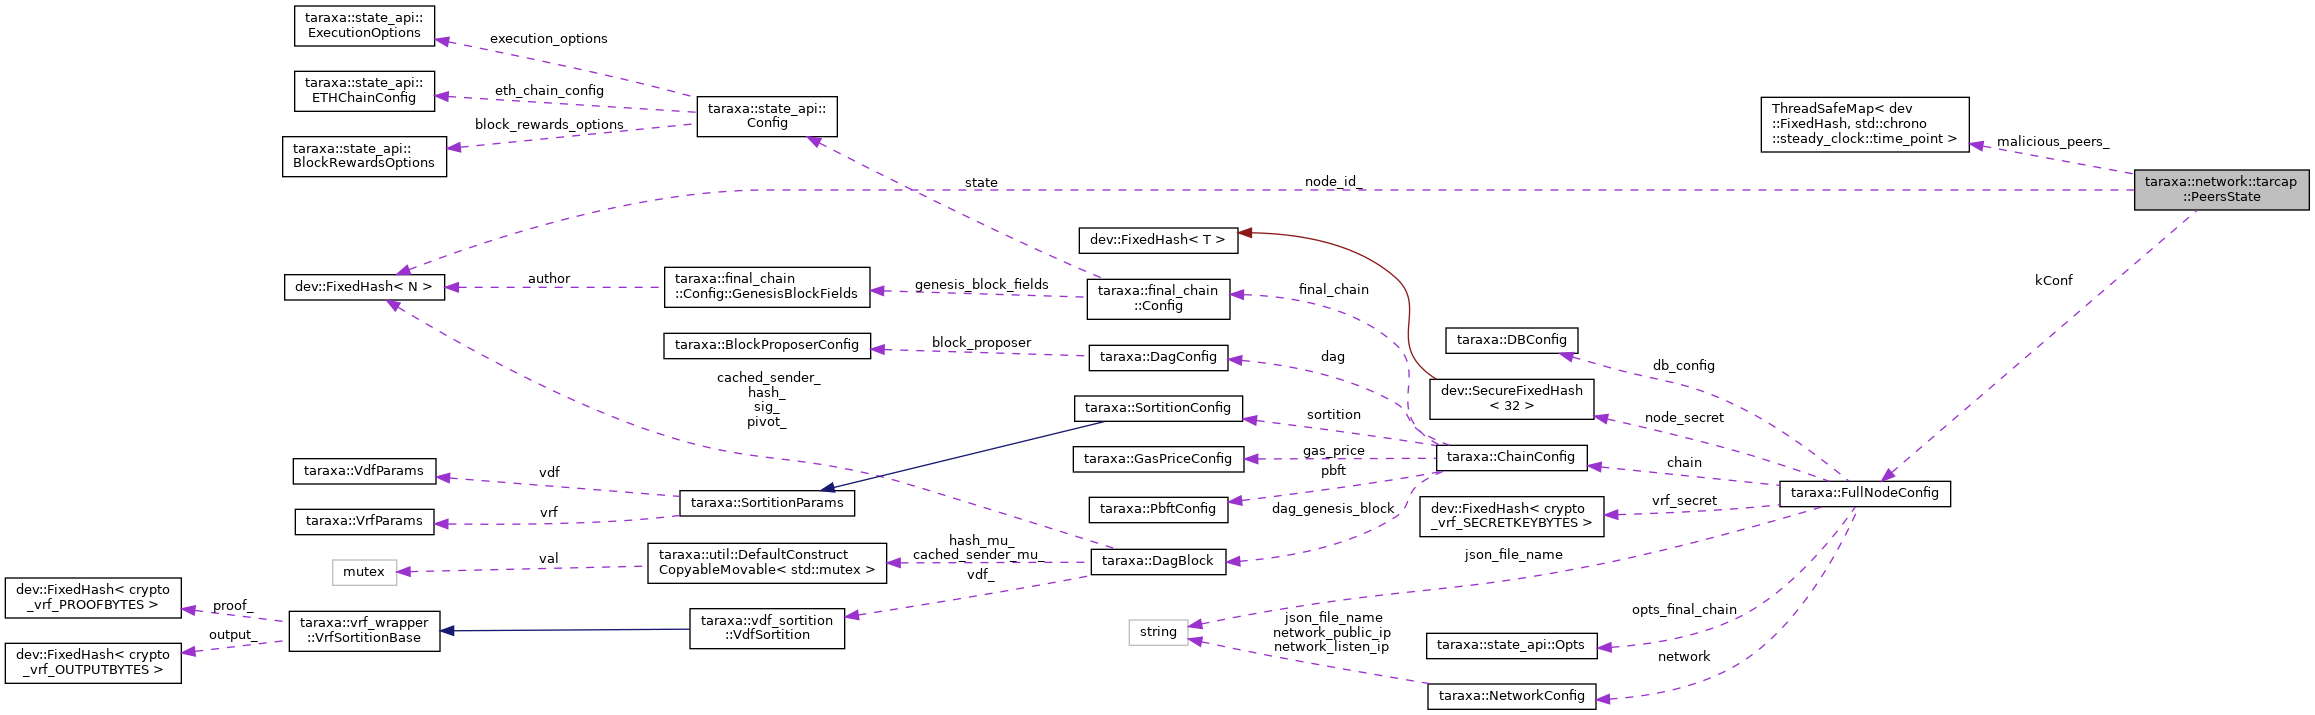 taraxa::state_api::
ExecutionOptions
execution_options
taraxa::state_api::
ETHChainConfig
eth_chain_config
taraxa::state_api::
BlockRewardsOptions
block_rewards_options
taraxa::state_api::
Config
ThreadSafeMap< dev
::FixedHash, std::chrono
::steady_clock::time_point >
malicious_peers_
taraxa::network::tarcap
::PeersState
state
node_id_
dev::FixedHash< T >
kConf
dev::FixedHash< N >
author
taraxa::final_chain
::Config::GenesisBlockFields
genesis_block_fields
taraxa::final_chain
::Config
final_chain
taraxa::BlockProposerConfig
block_proposer
taraxa::DagConfig
dag
taraxa::DBConfig
db_config
cached_sender_
hash_
sig_
pivot_
taraxa::SortitionConfig
sortition
dev::SecureFixedHash
< 32 >
node_secret
taraxa::GasPriceConfig
gas_price
pbft
taraxa::ChainConfig
chain
taraxa::VdfParams
vdf
taraxa::SortitionParams
taraxa::VrfParams
vrf
taraxa::PbftConfig
dag_genesis_block
dev::FixedHash< crypto
_vrf_SECRETKEYBYTES >
vrf_secret
taraxa::FullNodeConfig
mutex
val
taraxa::util::DefaultConstruct
CopyableMovable< std::mutex >
hash_mu_
cached_sender_mu_
vdf_
taraxa::DagBlock
json_file_name
dev::FixedHash< crypto
_vrf_PROOFBYTES >
proof_
dev::FixedHash< crypto
_vrf_OUTPUTBYTES >
output_
taraxa::vrf_wrapper
::VrfSortitionBase
taraxa::vdf_sortition
::VdfSortition
string
json_file_name
network_public_ip
network_listen_ip
opts_final_chain
taraxa::state_api::Opts
network
taraxa::NetworkConfig